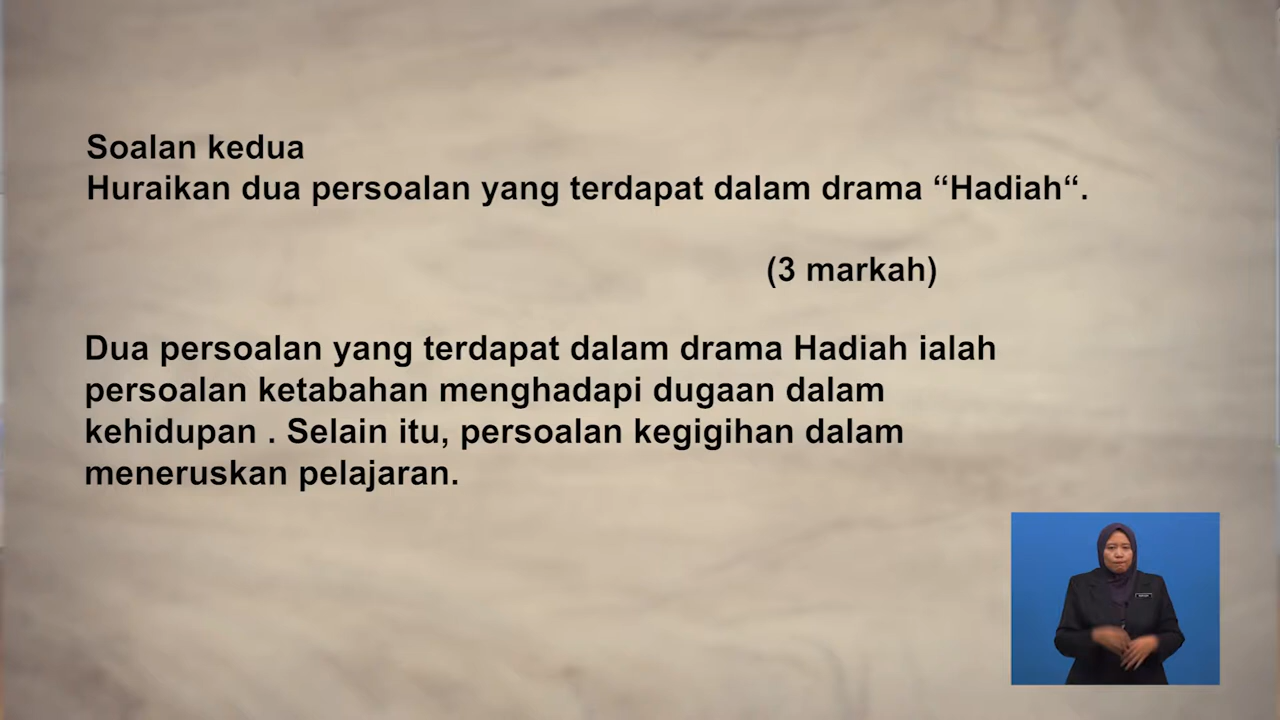 Soalan kedua
Huraikan dua persoalan yang terdapat dalam drama “Hadiah“.
(3 markah)
Dua persoalan yang terdapat dalam drama Hadiah ialah
persoalan ketabahan menghadapi dugaan dalam
kehidupan . Selain itu, persoalan kegigihan dalam
meneruskan pelajaran.